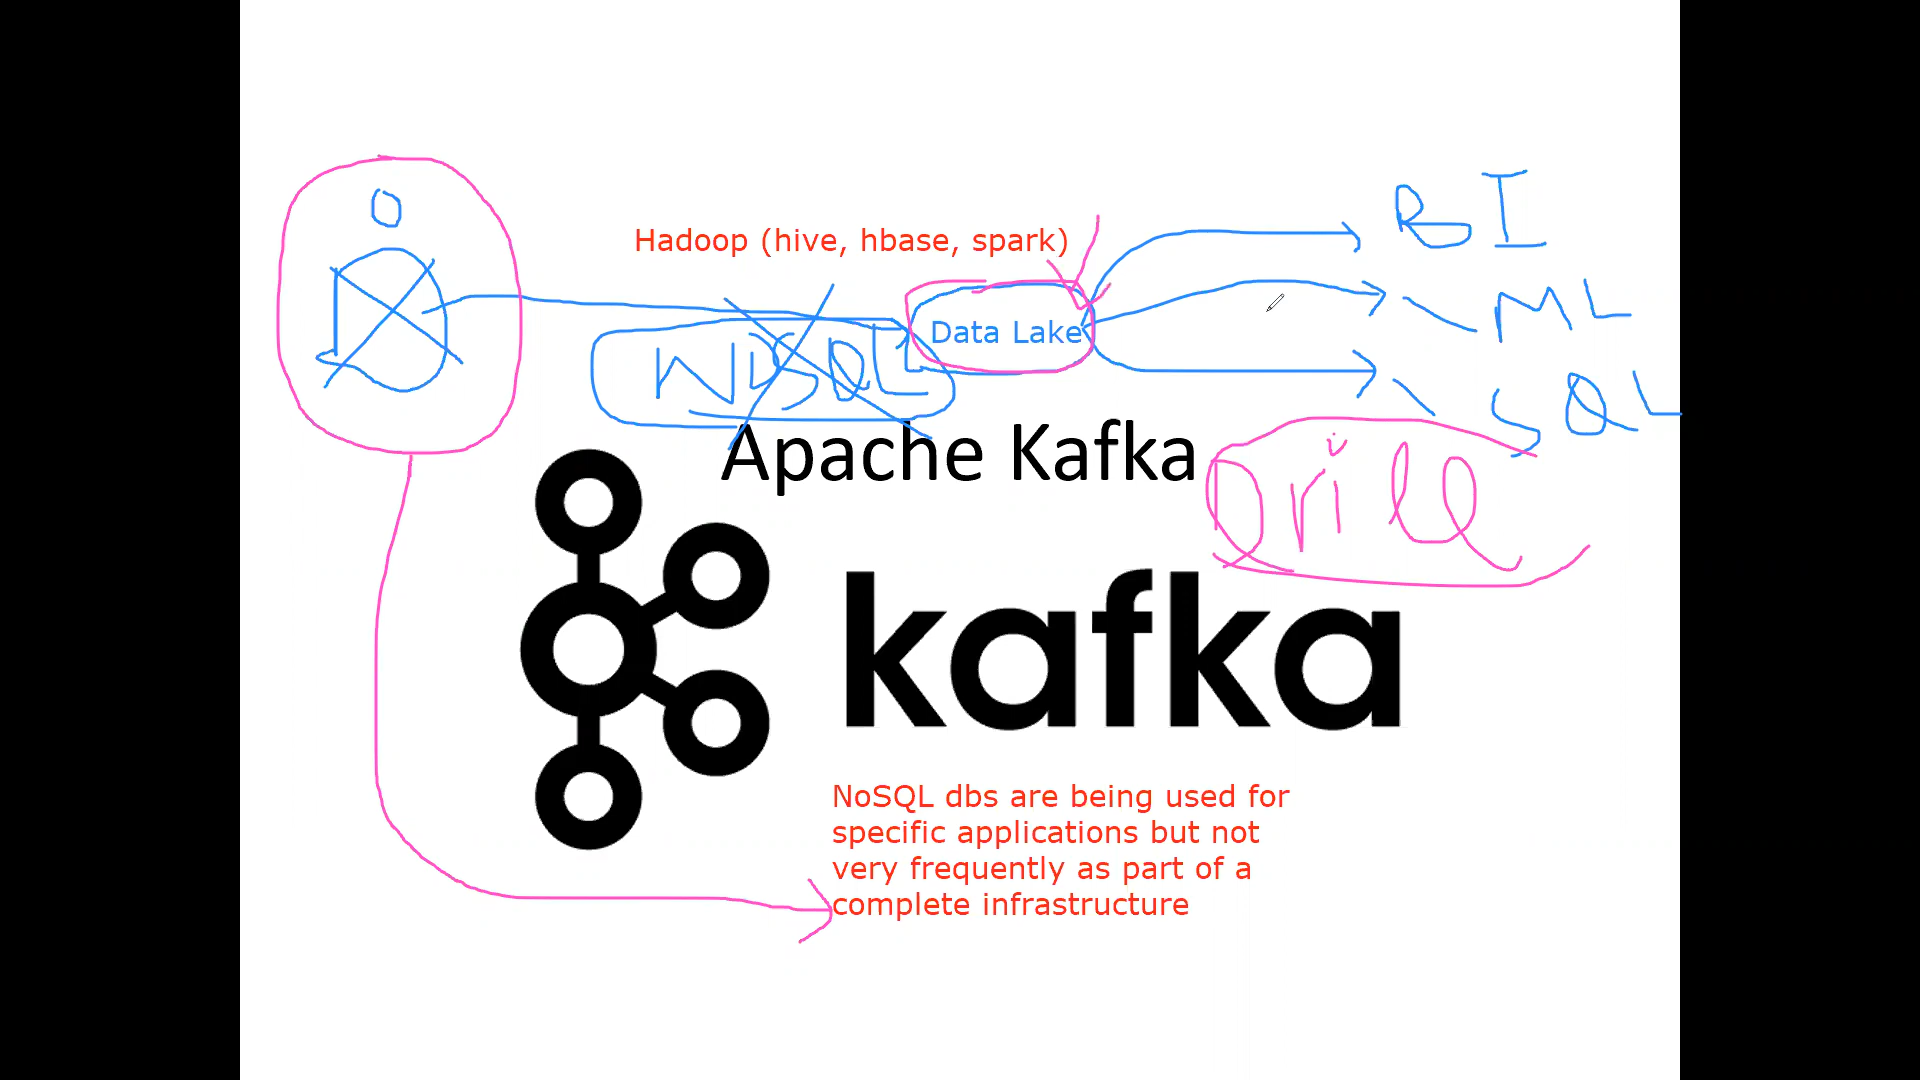 O
D
BI
Hadoop (hive, hbase, spark)
ML
Data Lake
NOSQL
SQL
Apache Kafka
Drill
kafka
NoSQL dbs are being used for
specific applications but not
very frequently as part of a
complete infrastructure